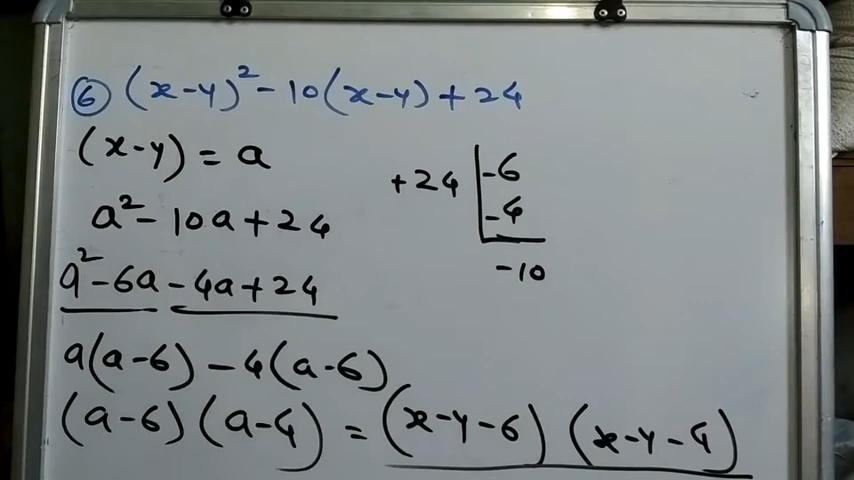 ⑥ (x-y)² - 10(x-y) + 24
(x-y) = a
a² - 10a + 24
a² - 6a - 4a + 24
a(a-6) - 4(a-6)
(a-6)(a-4) = (x-y-6)(x-y-4)
+24 | -6
-4
-10